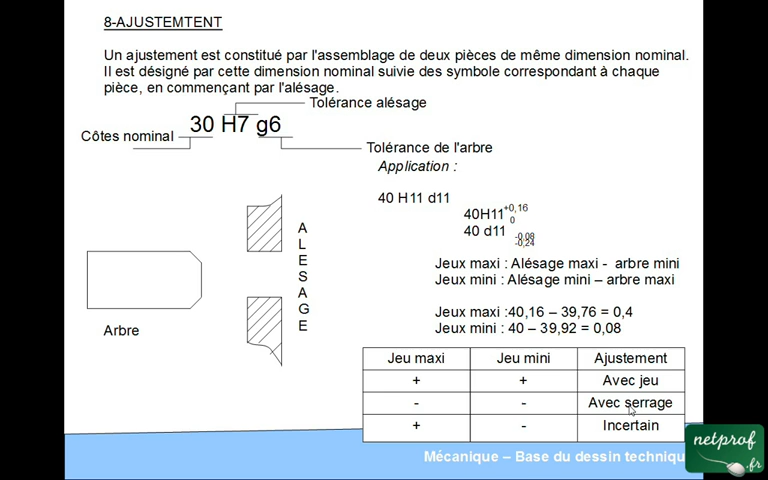 8-AJUSTEMTENT
Un ajustement est constitué par l'assemblage de deux pièces de même dimension nominal.
Il est désigné par cette dimension nominal suivie des symbole correspondant à chaque
pièce, en commençant par l'alésage.
Tolérance alésage
30 H7 g6
Côtes nominal
Tolérance de l'arbre
Application :
40 H11 d11
40H11 +0,16
0
40 d11 -0,08
-0,24
ALESAGE
Arbre
Jeux maxi : Alésage maxi - arbre mini
Jeux mini : Alésage mini – arbre maxi
Jeux maxi :40,16 – 39,76 = 0,4
Jeux mini : 40 – 39,92 = 0,08
Jeu maxi Jeu mini Ajustement
+ + Avec jeu
- - Avec serrage
+ - Incertain
Mécanique – Base du dessin techniqu
netprof
.fr